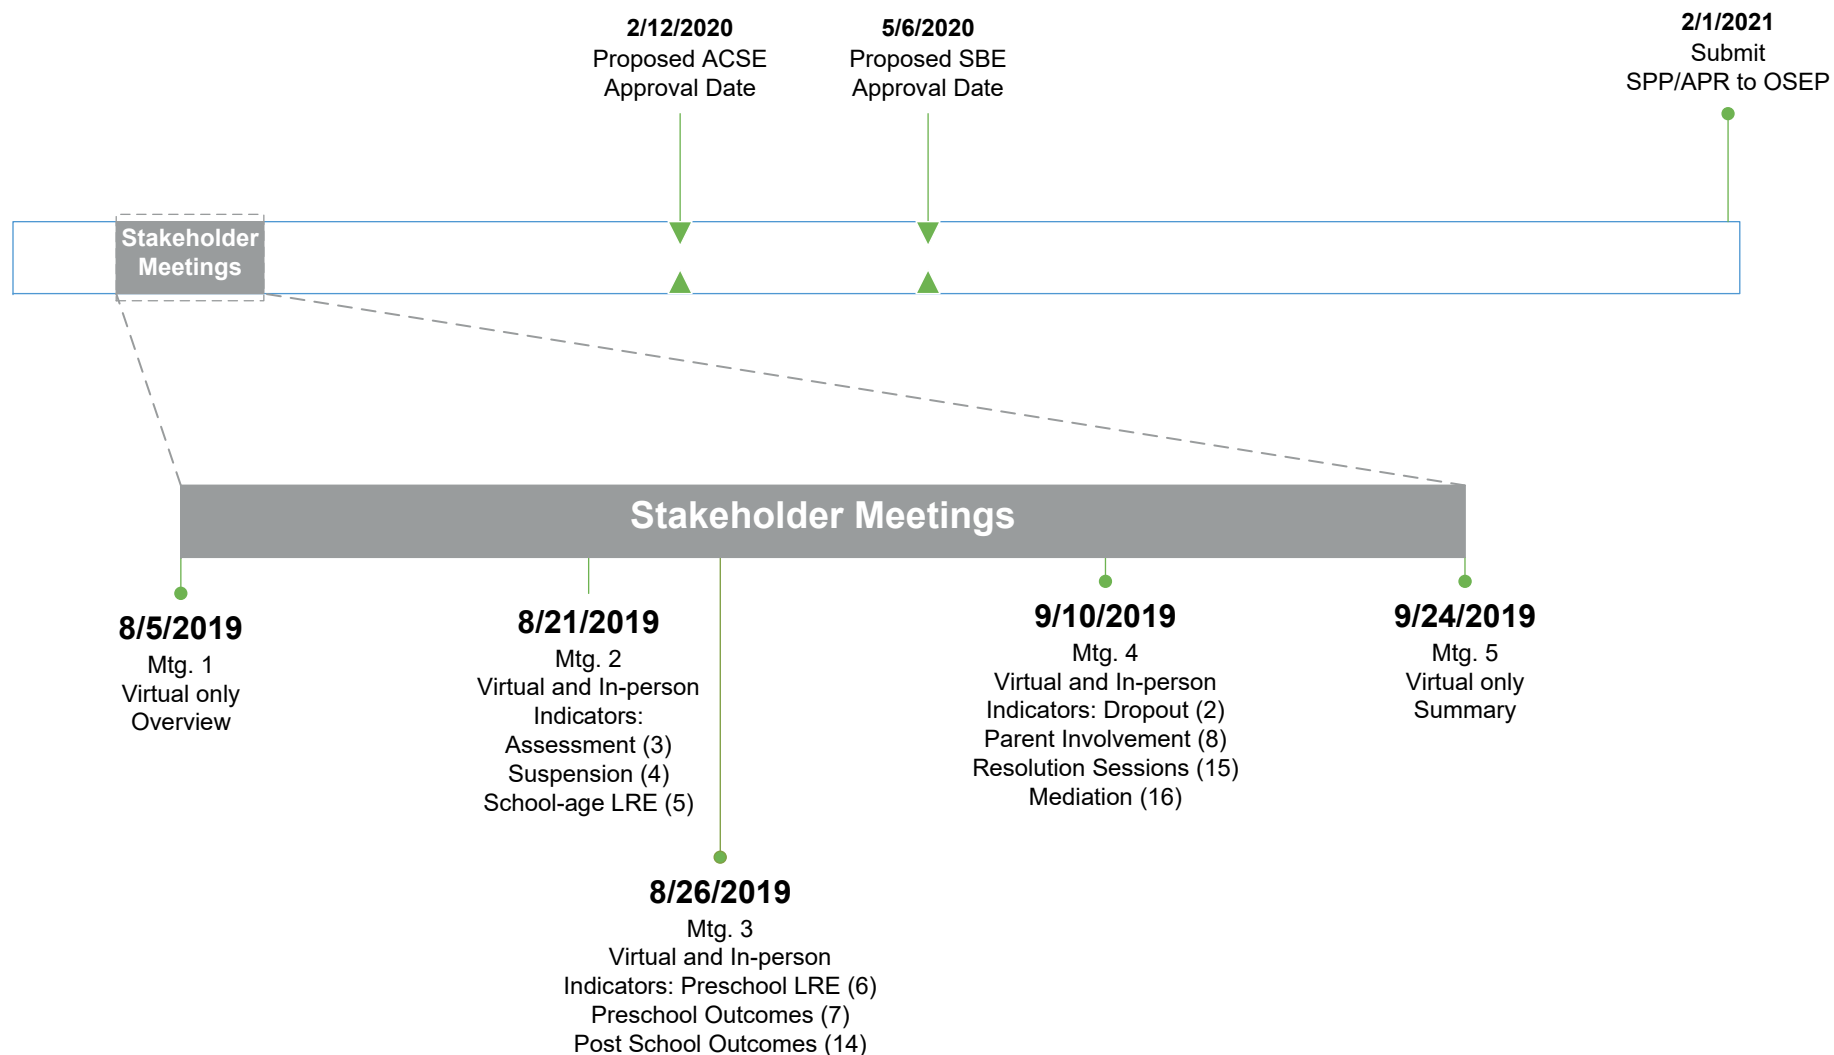 2/12/2020
Proposed ACSE
Approval Date
5/6/2020
Proposed SBE
Approval Date
2/1/2021
Submit
SPP/APR to OSEP
Stakeholder
Meetings
Stakeholder Meetings
8/5/2019
Mtg. 1
Virtual only
Overview
8/21/2019
Mtg. 2
Virtual and In-person
Indicators:
Assessment (3)
Suspension (4)
School-age LRE (5)
8/26/2019
Mtg. 3
Virtual and In-person
Indicators: Preschool LRE (6)
Preschool Outcomes (7)
Post School Outcomes (14)
9/10/2019
Mtg. 4
Virtual and In-person
Indicators: Dropout (2)
Parent Involvement (8)
Resolution Sessions (15)
Mediation (16)
9/24/2019
Mtg. 5
Virtual only
Summary